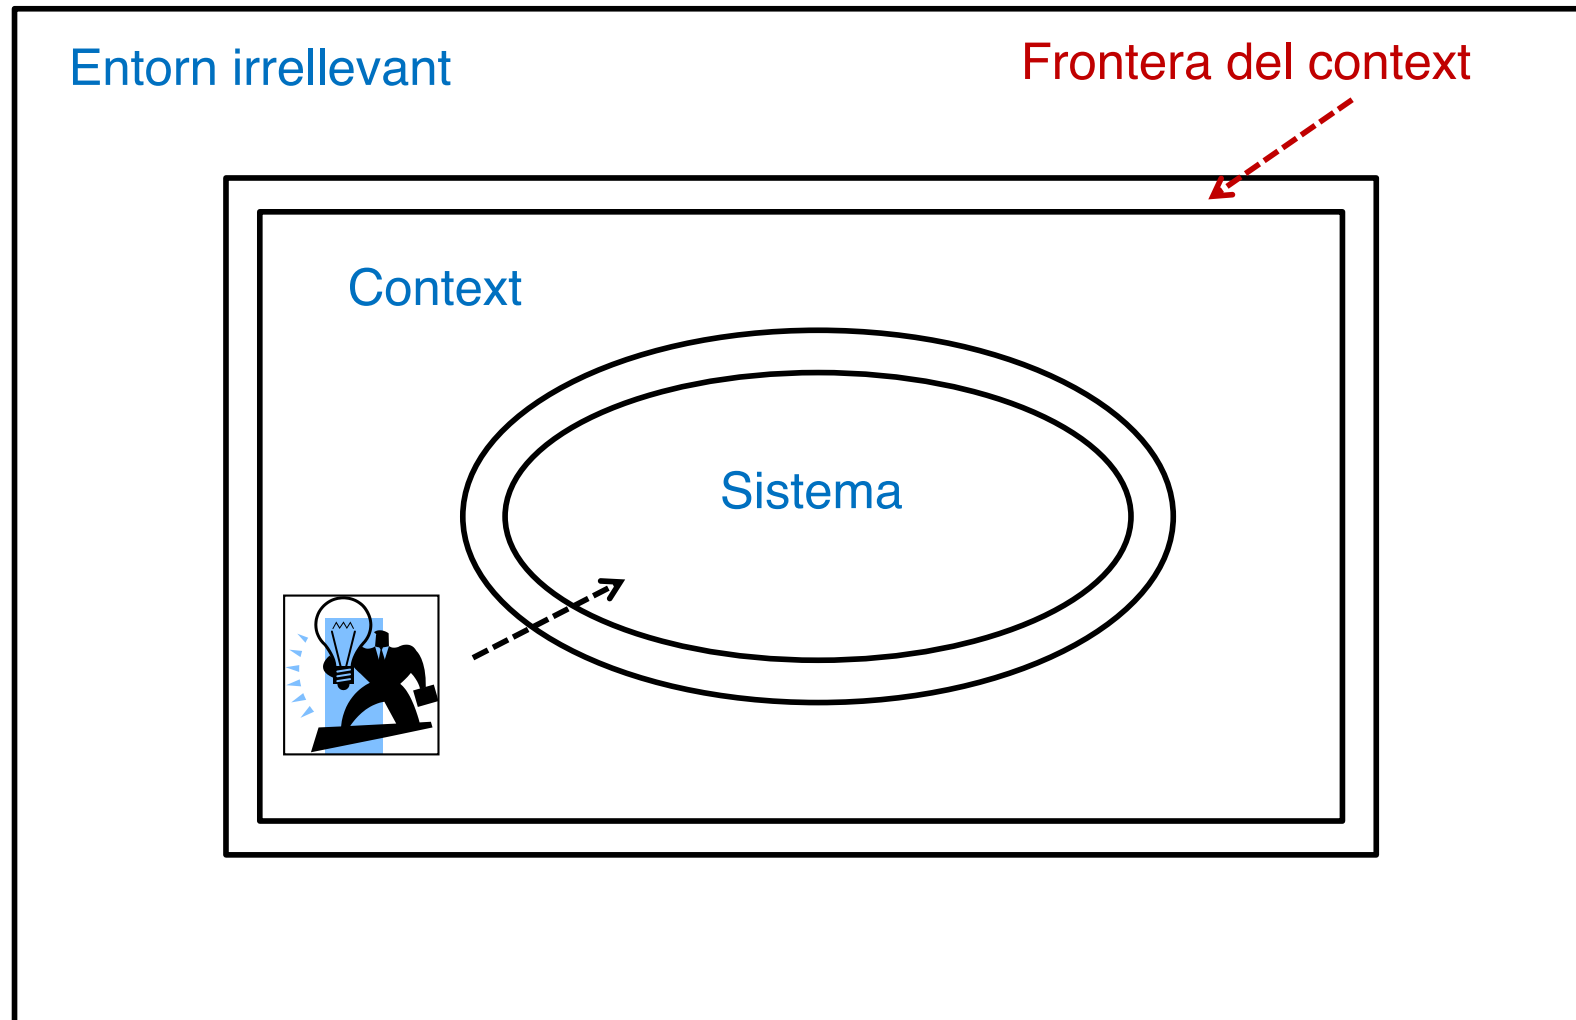 Entorn irrellevant
Frontera del context
Context
Sistema